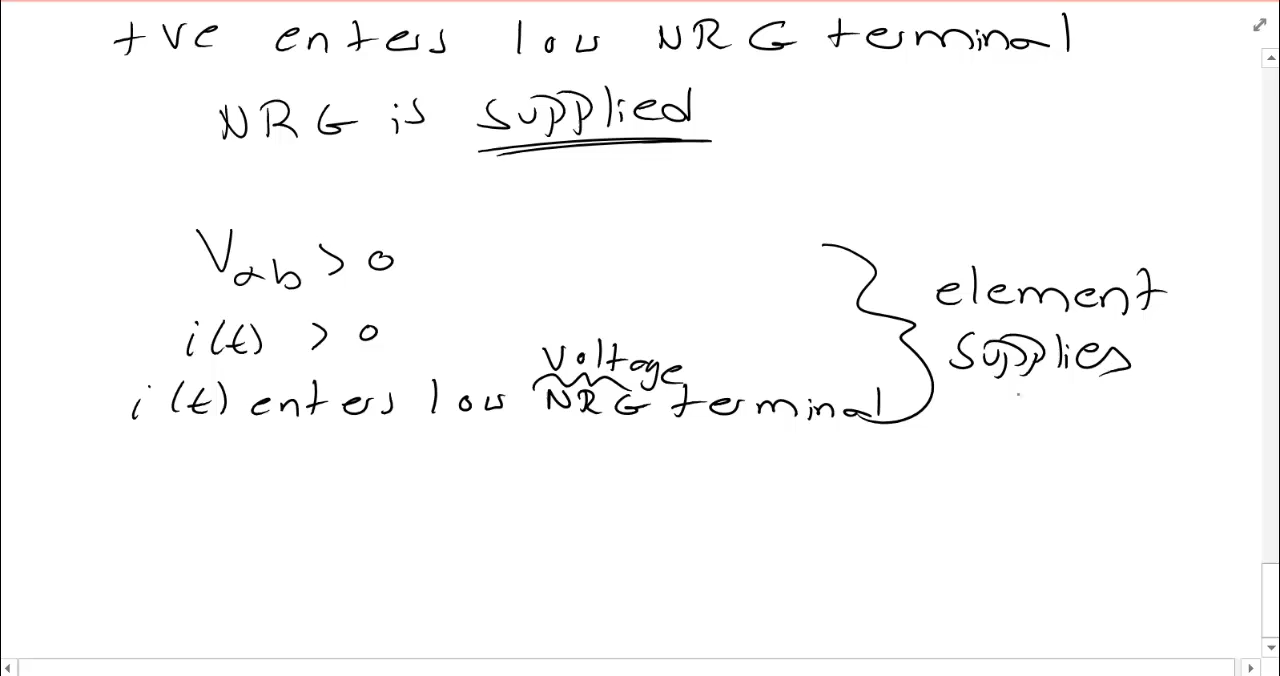 +ve enters low NRG terminal
NRG is supplied
Vab > 0
i(t) > 0
voltage
i(t) enters low NRG terminal
element
supplies